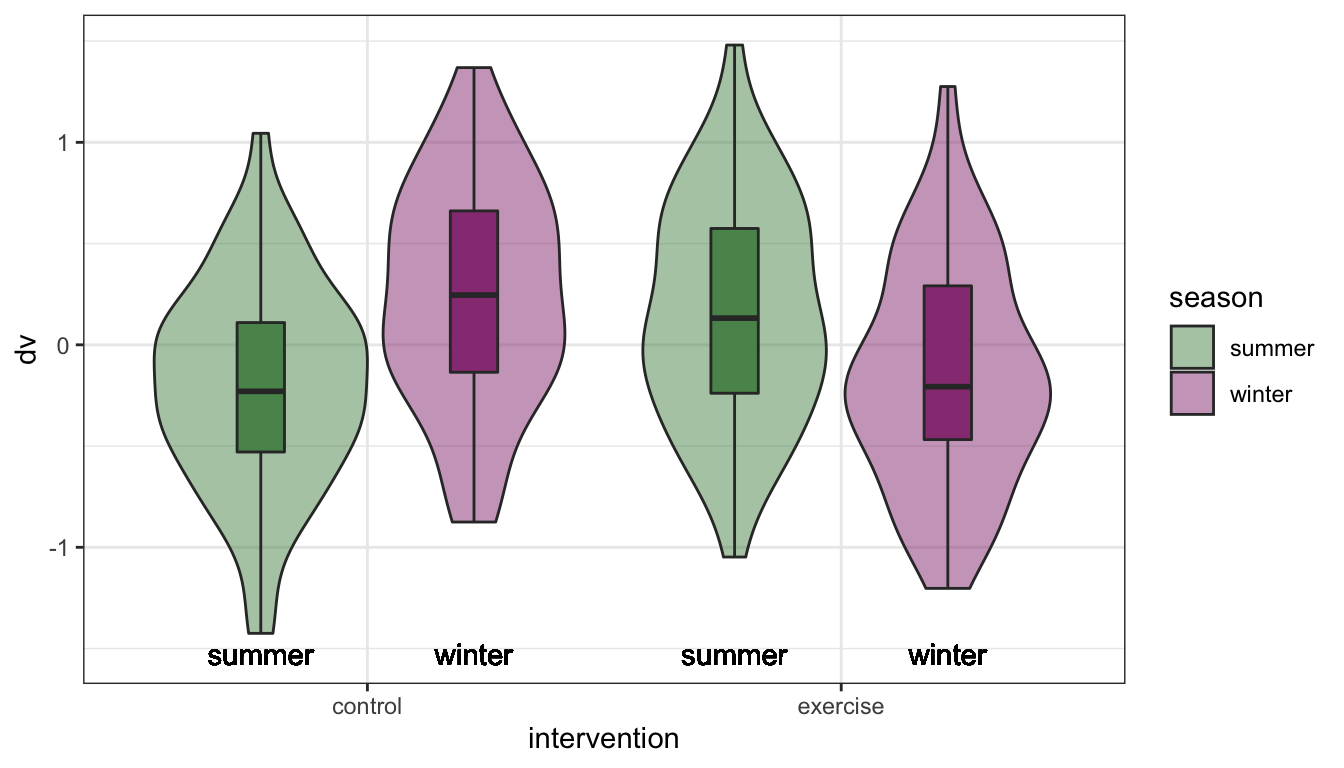 dv
1
0
-1
summer winter summer winter
control exercise
intervention
season
summer
winter